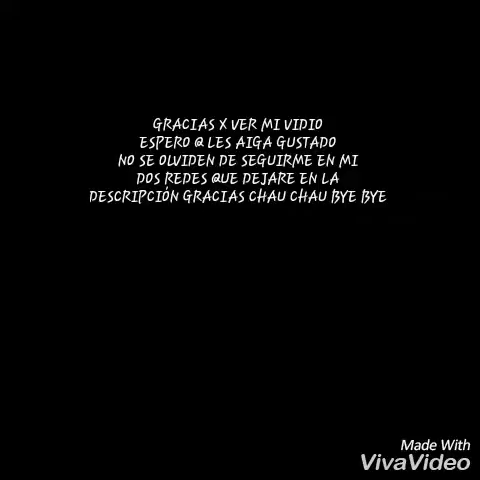 GRACIAS X VER MI VIDIO
ESPERO Q LES AIGA GUSTADO
NO SE OLVIDEN DE SEGUIRME EN MI
DOS REDES QUE DEJARE EN LA
DESCRIPCIÓN GRACIAS CHAU CHAU BYE BYE
Made With
VivaVideo